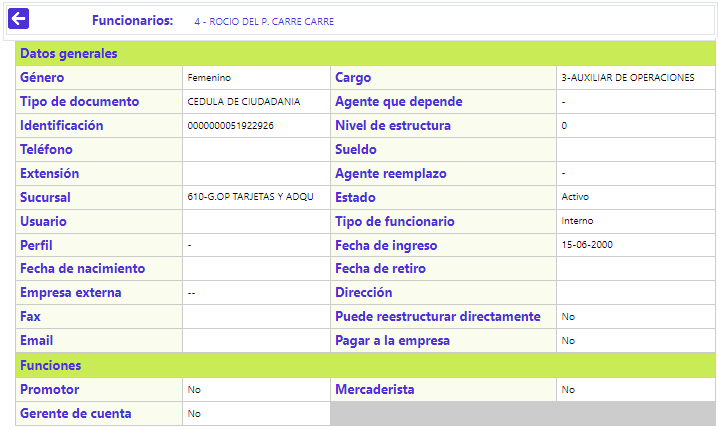 Funcionarios: 4 - ROCIO DEL P. CARRE CARRE
Datos generales
Género Femenino Cargo 3-AUXILIAR DE OPERACIONES
Tipo de documento CEDULA DE CIUDADANIA Agente que depende -
Identificación 0000000051922926 Nivel de estructura 0
Teléfono Sueldo
Extensión Agente reemplazo -
Sucursal 610-G.OP TARJETAS Y ADQU Estado Activo
Usuario Tipo de funcionario Interno
Perfil - Fecha de ingreso 15-06-2000
Fecha de nacimiento Fecha de retiro
Empresa externa -- Dirección
Fax Puede reestructurar directamente No
Email Pagar a la empresa No
Funciones
Promotor No Mercaderista No
Gerente de cuenta No